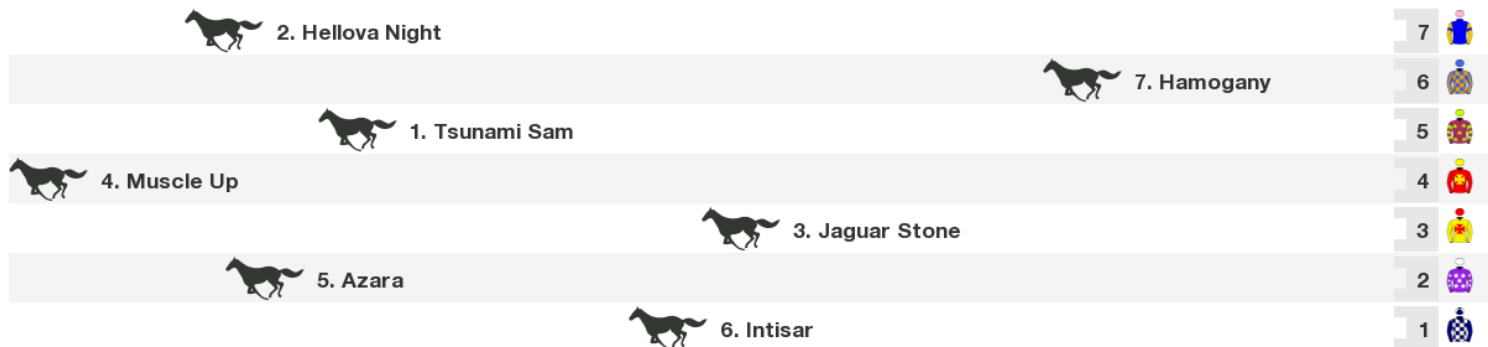 2. Hellova Night 7
7. Hamogany 6
1. Tsunami Sam 5
4. Muscle Up 4
3. Jaguar Stone 3
5. Azara 2
6. Intisar 1